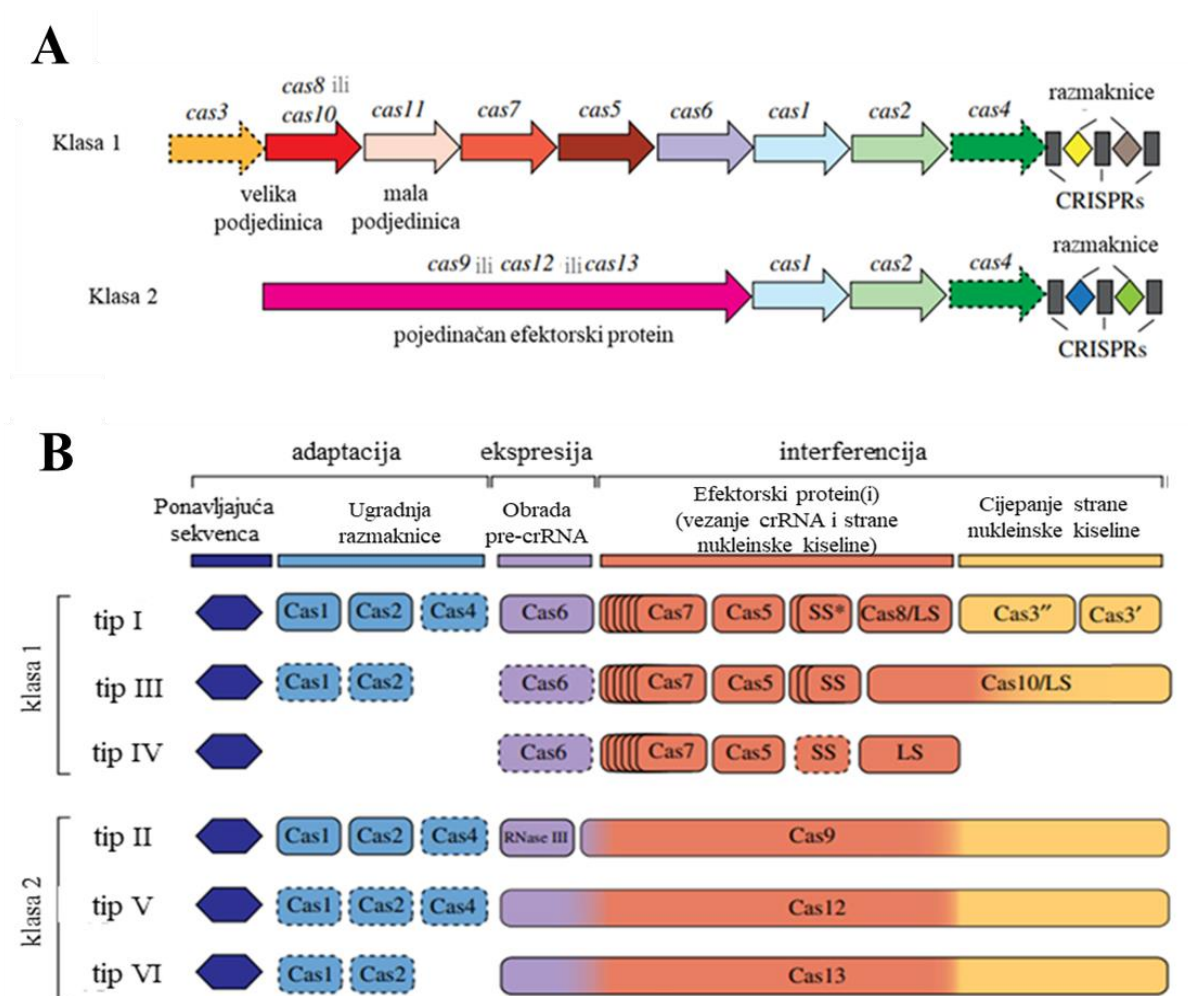 A
cas8 ili
cas3 cas10 cas11 cas7 cas5 cas6 cas1 cas2 cas4 razmaknice
Klasa 1
velika podjedinica
mala podjedinica
CRISPRs
razmaknice
cas9 ili cas12 ili cas13 cas1 cas2 cas4
Klasa 2
pojedinačan efektorski protein
CRISPRs
B
adaptacija ekspresija interferencija
Ponavljajuća
sekvenca
Ugradnja
razmaknice
Obrada
pre-crRNA
Efektorski protein(i)
(vezanje crRNA i strane
nukleinske kiseline)
Cijepanje strane
nukleinske kiseline
klasa 1
tip I Cas1 Cas2 Cas4 Cas6 Cas7 Cas5 SS* Cas8/LS Cas3″ Cas3′
tip III Cas1 Cas2 Cas6 Cas7 Cas5 SS Cas10/LS
tip IV Cas6 Cas7 Cas5 SS LS
klasa 2
tip II Cas1 Cas2 Cas4 RNase III Cas9
tip V Cas1 Cas2 Cas4 Cas12
tip VI Cas1 Cas2 Cas13